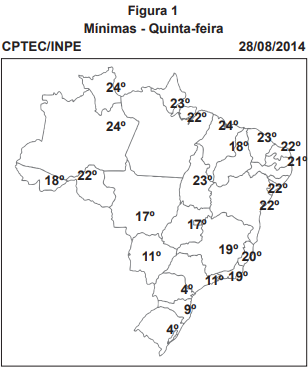 Figura 1
Mínimas - Quinta-feira
CPTEC/INPE 28/08/2014
24º
23º
22º
24º
24º
23º
18º
22º
21º
18º
22º
23º
22º
22º
17º
17º
19º
20º
11º
11º
19º
4º
9º
4º